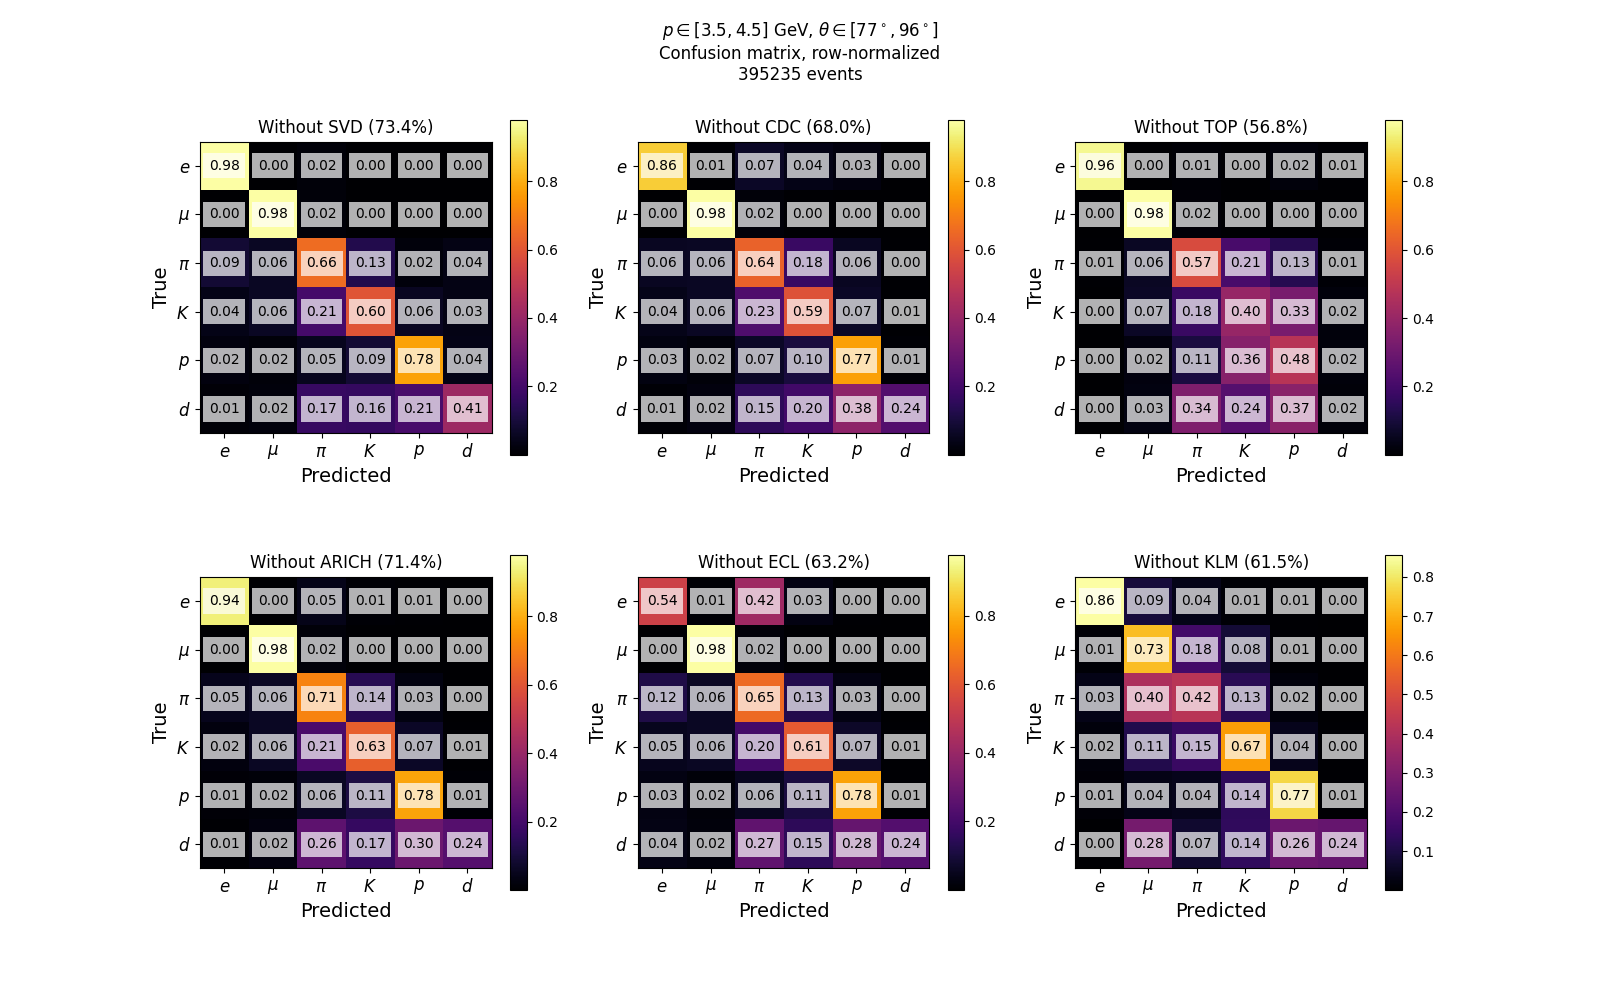 p ∈ [3.5, 4.5] GeV, θ ∈ [77°, 96°]
Confusion matrix, row-normalized
395235 events
Without SVD (73.4%)
e 0.98 0.00 0.02 0.00 0.00 0.00
μ 0.00 0.98 0.02 0.00 0.00 0.00
π 0.09 0.06 0.66 0.13 0.02 0.04
K 0.04 0.06 0.21 0.60 0.06 0.03
p 0.02 0.02 0.05 0.09 0.78 0.04
d 0.01 0.02 0.17 0.16 0.21 0.41
e μ π K p d
Predicted
True
0.8
0.6
0.4
0.2
Without CDC (68.0%)
e 0.86 0.01 0.07 0.04 0.03 0.00
μ 0.00 0.98 0.02 0.00 0.00 0.00
π 0.06 0.06 0.64 0.18 0.06 0.00
K 0.04 0.06 0.23 0.59 0.07 0.01
p 0.03 0.02 0.07 0.10 0.77 0.01
d 0.01 0.02 0.15 0.20 0.38 0.24
e μ π K p d
Predicted
True
0.8
0.6
0.4
0.2
Without TOP (56.8%)
e 0.96 0.00 0.01 0.00 0.02 0.01
μ 0.00 0.98 0.02 0.00 0.00 0.00
π 0.01 0.06 0.57 0.21 0.13 0.01
K 0.00 0.07 0.18 0.40 0.33 0.02
p 0.00 0.02 0.11 0.36 0.48 0.02
d 0.00 0.03 0.34 0.24 0.37 0.02
e μ π K p d
Predicted
True
0.8
0.6
0.4
0.2
Without ARICH (71.4%)
e 0.94 0.00 0.05 0.01 0.01 0.00
μ 0.00 0.98 0.02 0.00 0.00 0.00
π 0.05 0.06 0.71 0.14 0.03 0.00
K 0.02 0.06 0.21 0.63 0.07 0.01
p 0.01 0.02 0.06 0.11 0.78 0.01
d 0.01 0.02 0.26 0.17 0.30 0.24
e μ π K p d
Predicted
True
0.8
0.6
0.4
0.2
Without ECL (63.2%)
e 0.54 0.01 0.42 0.03 0.00 0.00
μ 0.00 0.98 0.02 0.00 0.00 0.00
π 0.12 0.06 0.65 0.13 0.03 0.00
K 0.05 0.06 0.20 0.61 0.07 0.01
p 0.03 0.02 0.06 0.11 0.78 0.01
d 0.04 0.02 0.27 0.15 0.28 0.24
e μ π K p d
Predicted
True
0.8
0.6
0.4
0.2
Without KLM (61.5%)
e 0.86 0.09 0.04 0.01 0.01 0.00
μ 0.01 0.73 0.18 0.08 0.01 0.00
π 0.03 0.40 0.42 0.13 0.02 0.00
K 0.02 0.11 0.15 0.67 0.04 0.00
p 0.01 0.04 0.04 0.14 0.77 0.01
d 0.00 0.28 0.07 0.14 0.26 0.24
e μ π K p d
Predicted
True
0.8
0.7
0.6
0.5
0.4
0.3
0.2
0.1